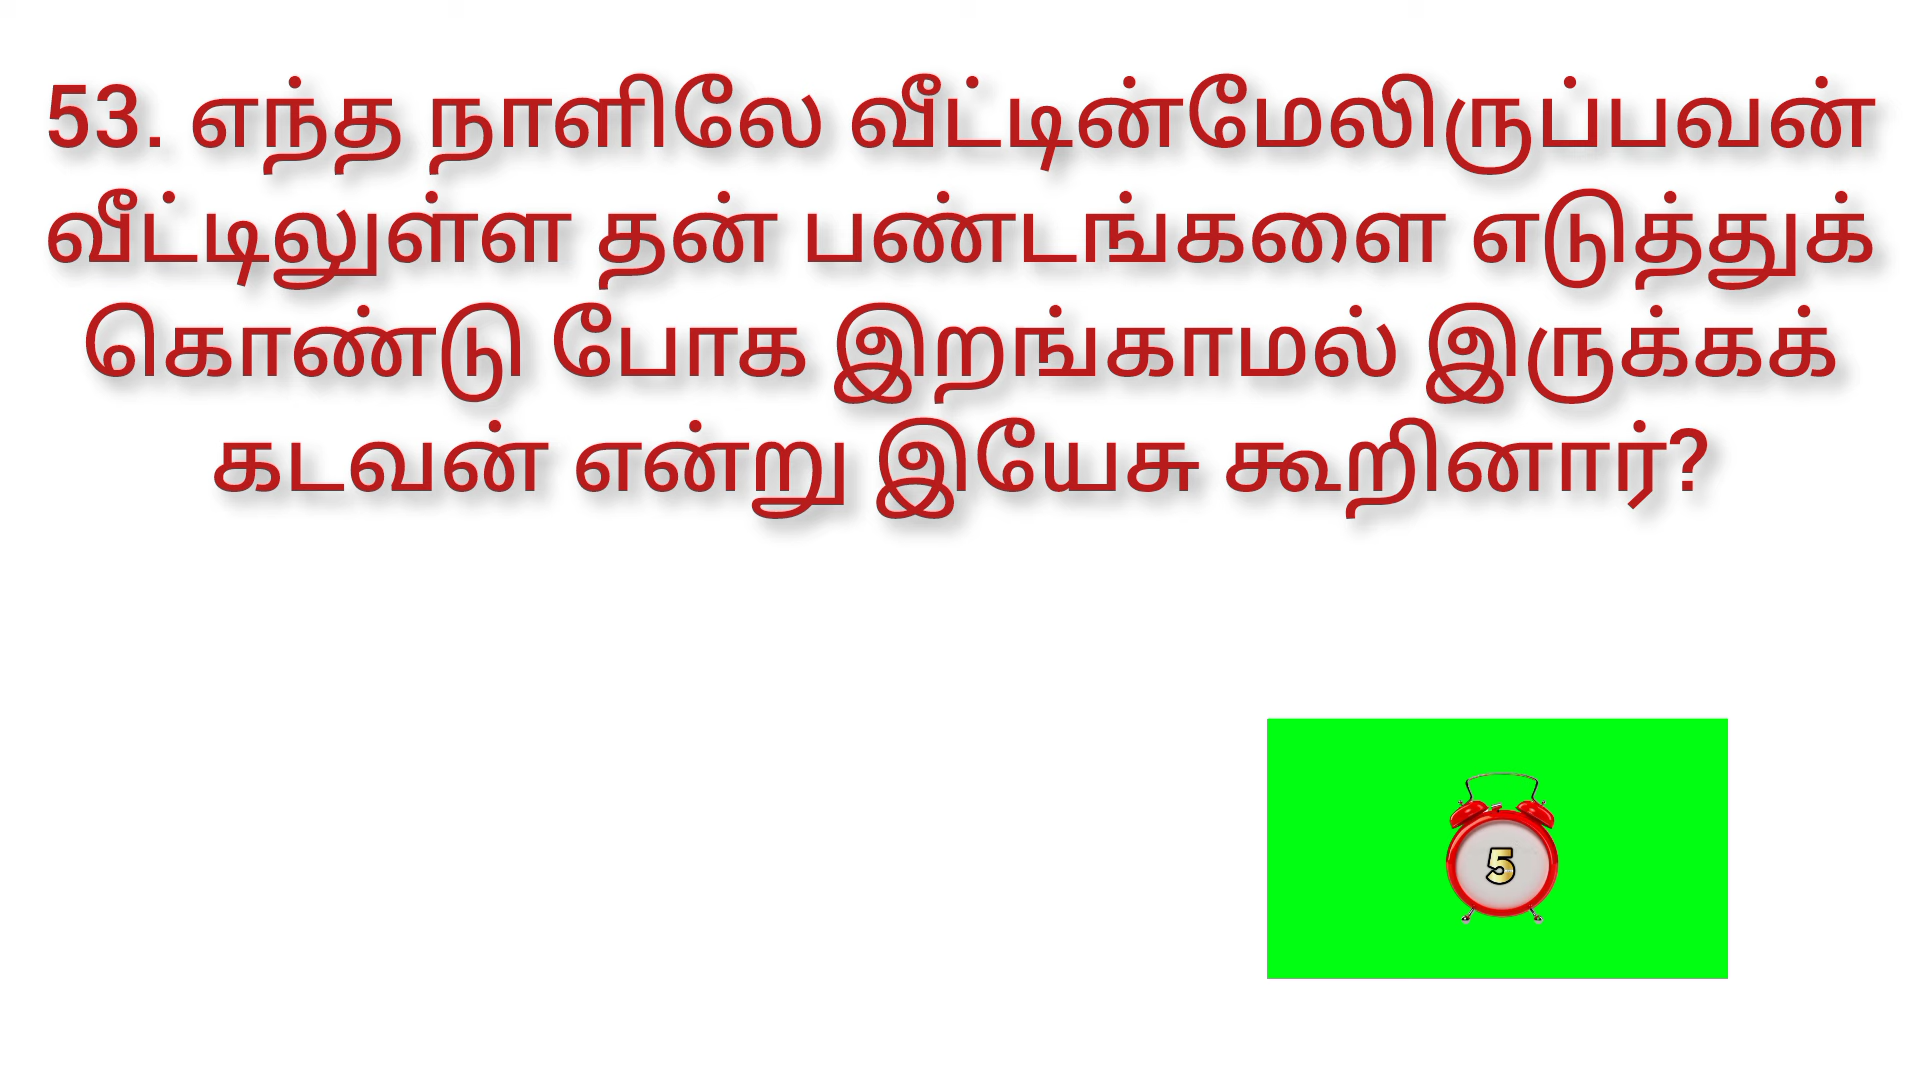 53. எந்த நாளிலே வீட்டின்மேலிருப்பவன்
வீட்டிலுள்ள தன் பண்டங்களை எடுத்துக்
கொண்டு போக இறங்காமல் இருக்கக்
கடவன் என்று இயேசு கூறினார்?
5